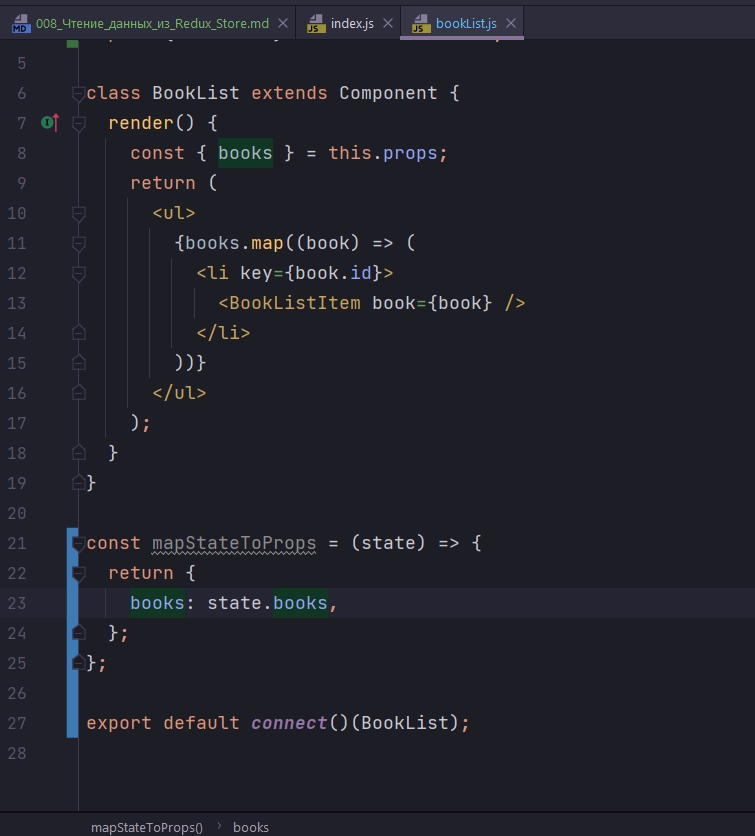 MD 008_Чтение_данных_из_Redux_Store.md JS index.js JS bookList.js
5
6 class BookList extends Component {
7 render() {
8 const { books } = this.props;
9 return (
10 <ul>
11 {books.map((book) => (
12 <li key={book.id}>
13 <BookListItem book={book} />
14 </li>
15 ))}
16 </ul>
17 );
18 }
19 }
20
21 const mapStateToProps = (state) => {
22 return {
23 books: state.books,
24 };
25 };
26
27 export default connect()(BookList);
28
mapStateToProps() › books